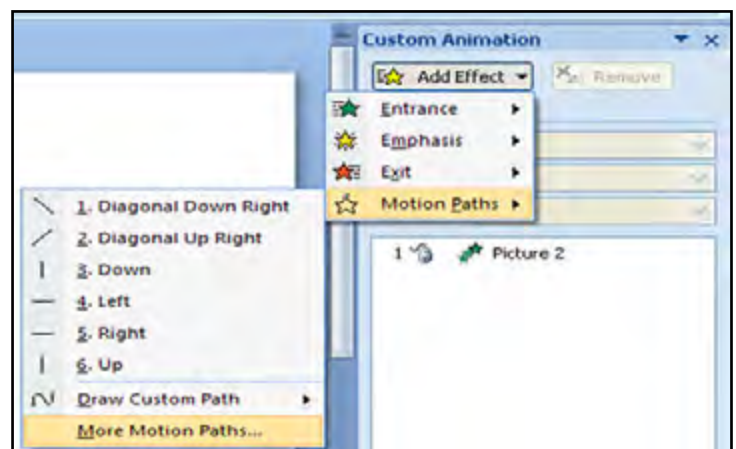 Custom Animation
Add Effect
Remove
Entrance
Emphasis
Exit
Motion Paths
1. Diagonal Down Right
2. Diagonal Up Right
3. Down
4. Left
5. Right
6. Up
Draw Custom Path
More Motion Paths...
1 Picture 2